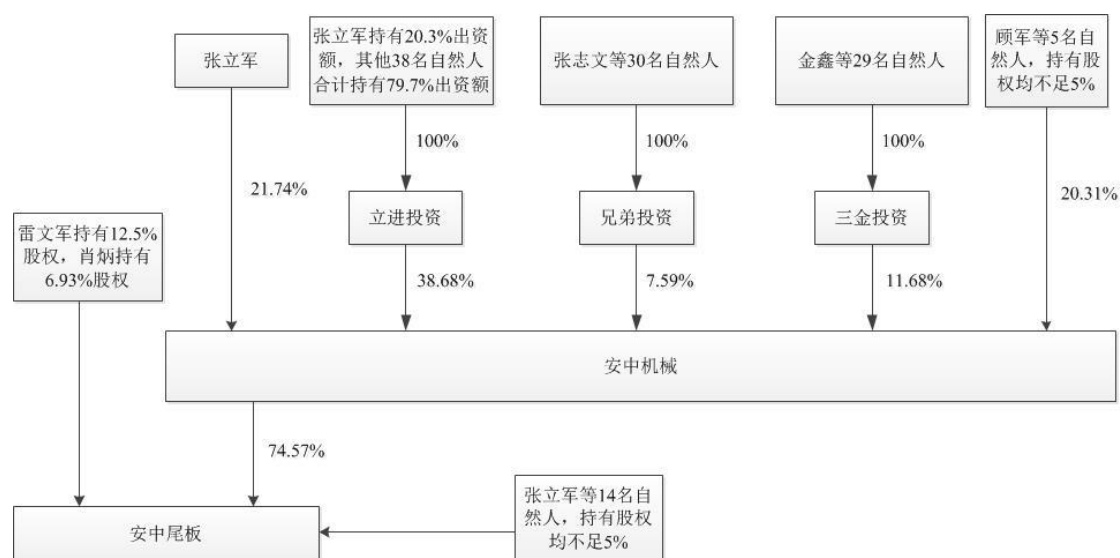 张立军
张立军持有20.3%出资
额，其他38名自然人
合计持有79.7%出资额
张志文等30名自然人
金鑫等29名自然人
顾军等5名自
然人，持有股
权均不足5%
100%
100%
100%
21.74%
20.31%
立进投资
兄弟投资
三金投资
雷文军持有12.5%
股权，肖炳持有
6.93%股权
38.68%
7.59%
11.68%
安中机械
74.57%
张立军等14名自
然人，持有股权
均不足5%
安中尾板